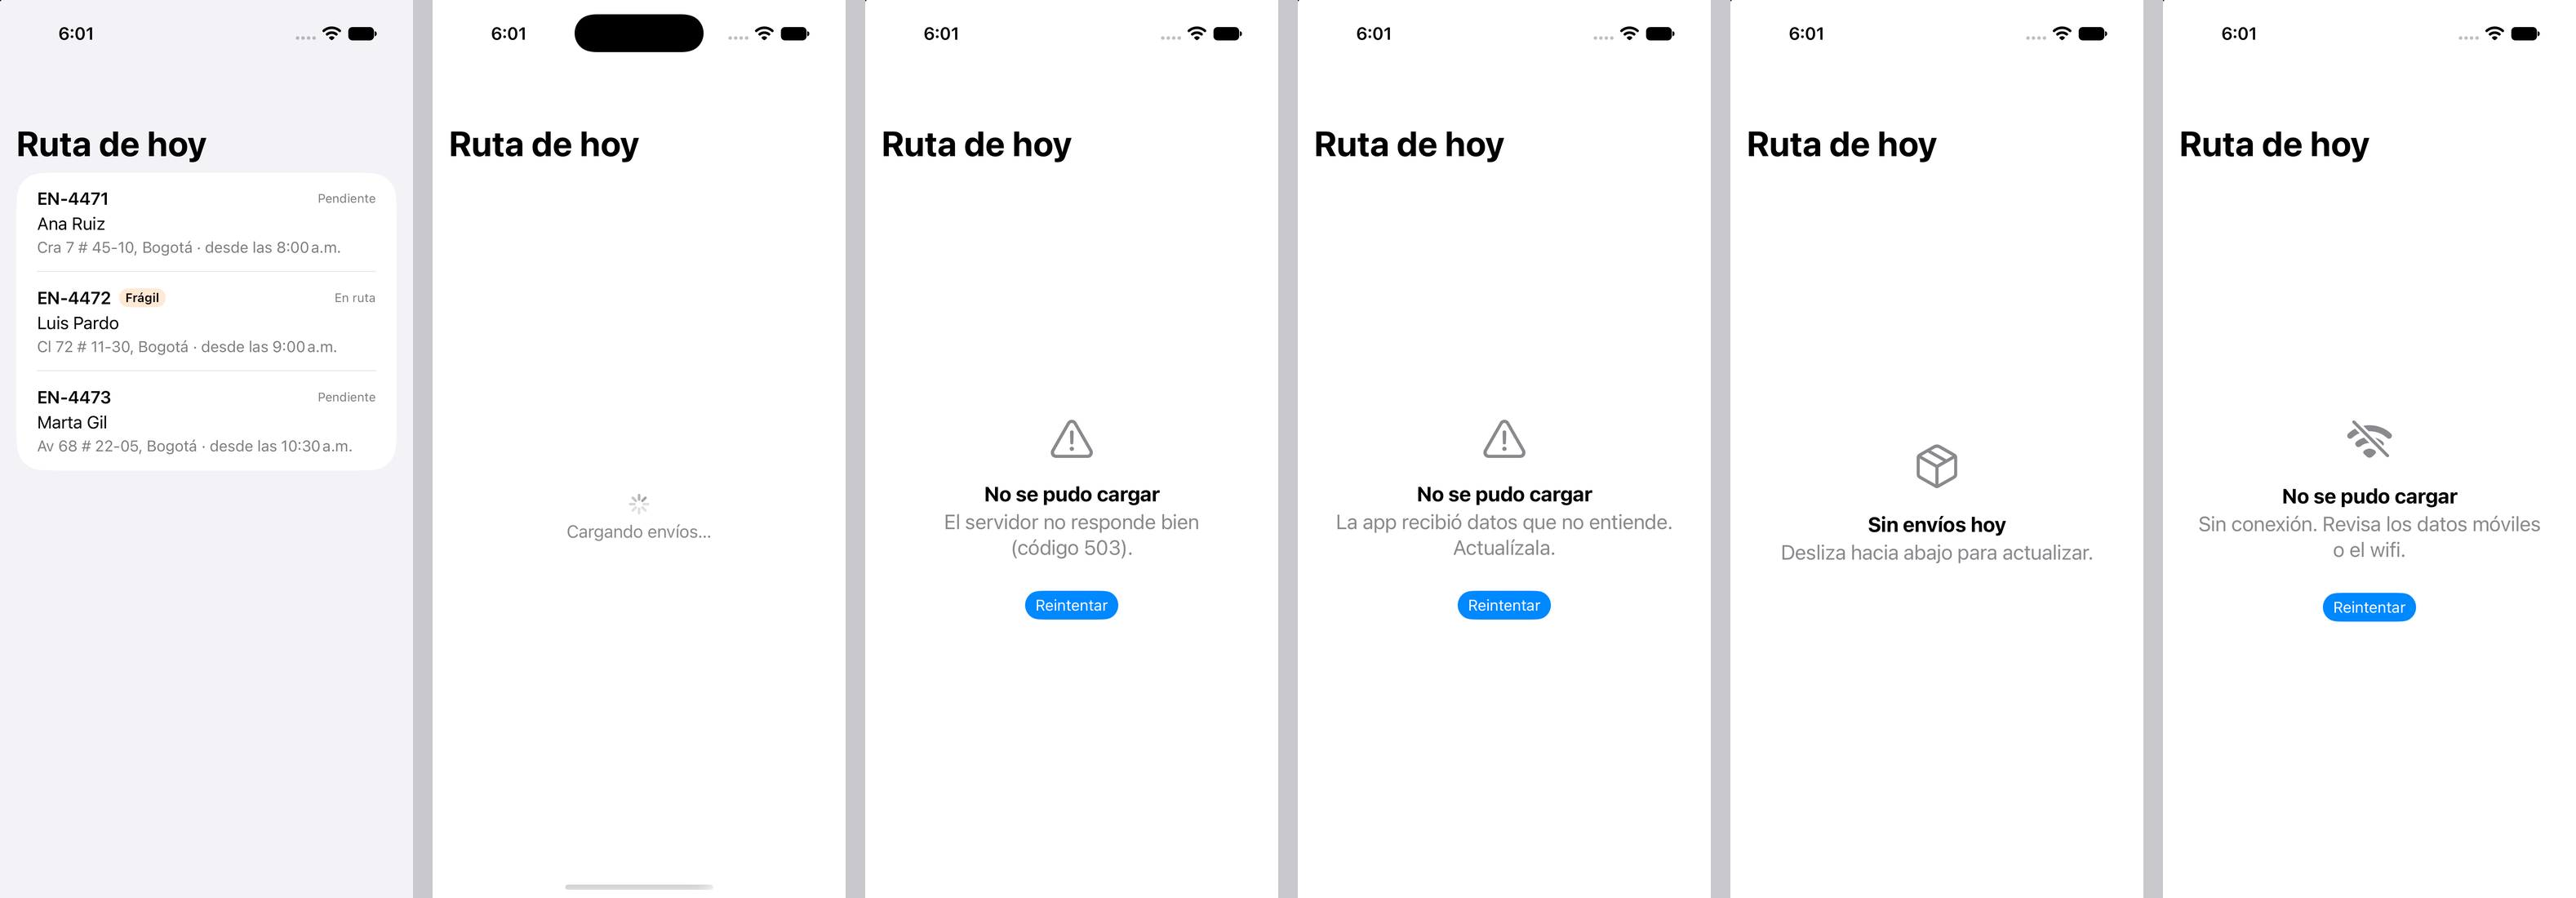 6:01
Ruta de hoy
EN-4471
Pendiente
Ana Ruiz
Cra 7 # 45-10, Bogotá · desde las 8:00 a.m.
EN-4472 Frágil
En ruta
Luis Pardo
Cl 72 # 11-30, Bogotá · desde las 9:00 a.m.
EN-4473
Pendiente
Marta Gil
Av 68 # 22-05, Bogotá · desde las 10:30 a.m.
6:01
Ruta de hoy
Cargando envíos...
6:01
Ruta de hoy
No se pudo cargar
El servidor no responde bien
(código 503).
Reintentar
6:01
Ruta de hoy
No se pudo cargar
La app recibió datos que no entiende.
Actualízala.
Reintentar
6:01
Ruta de hoy
Sin envíos hoy
Desliza hacia abajo para actualizar.
6:01
Ruta de hoy
No se pudo cargar
Sin conexión. Revisa los datos móviles
o el wifi.
Reintentar